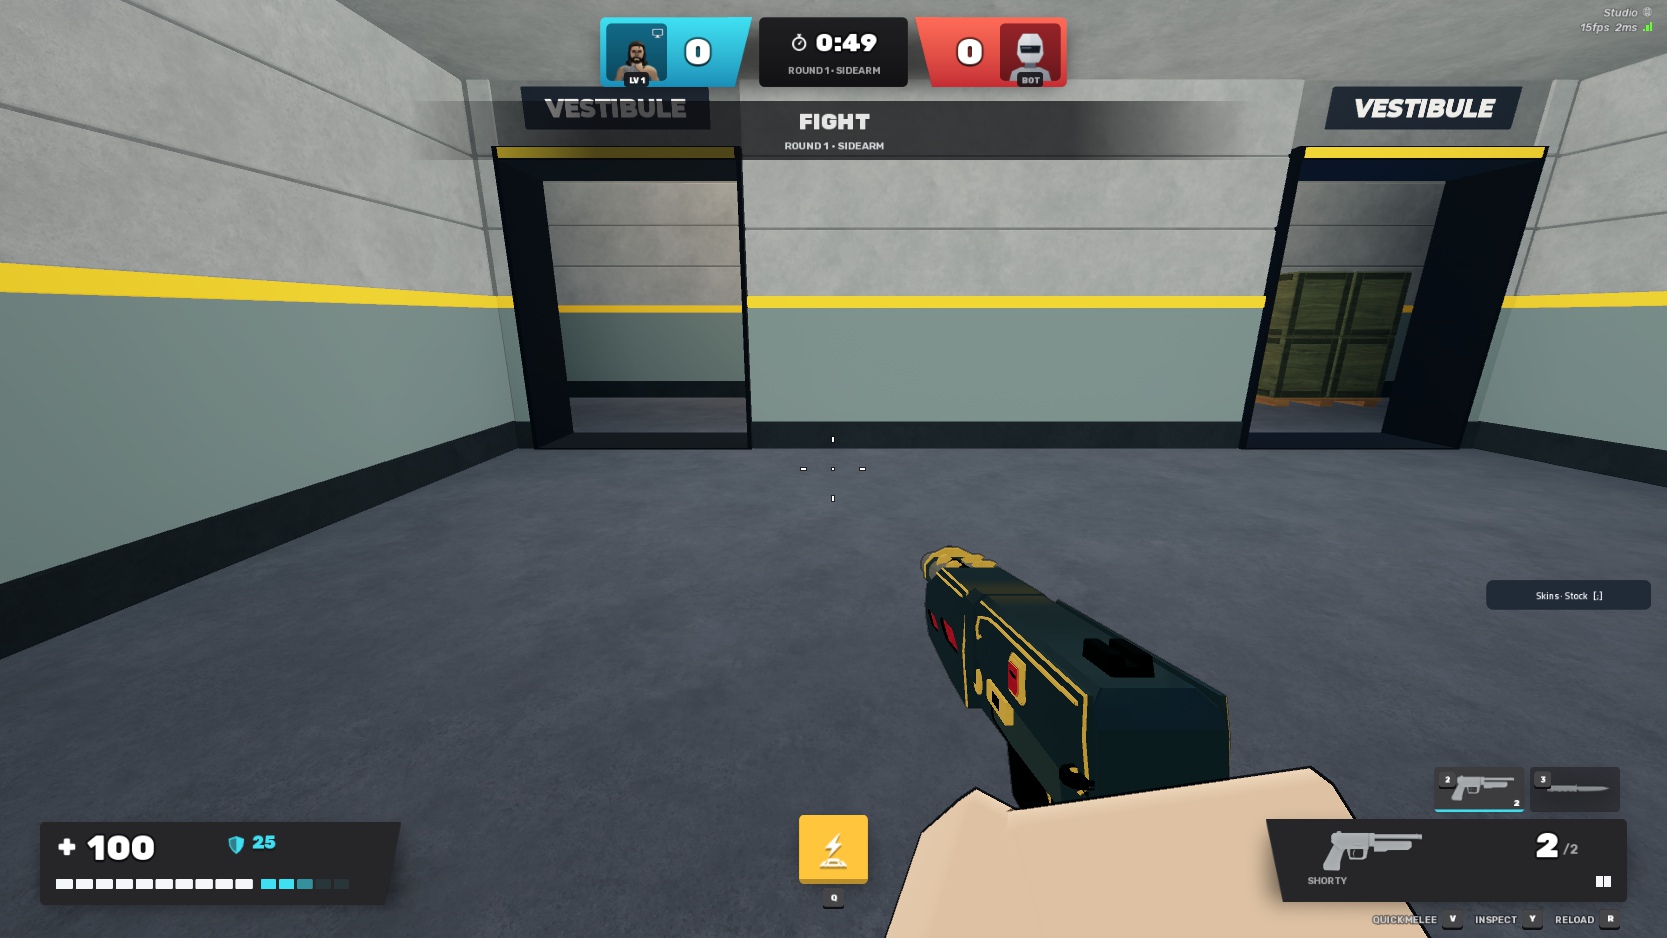 Studio
15fps 2ms
0
0:49
0
ROUND 1 • SIDEARM
LV 1
BOT
VESTIBULE
VESTIBULE
FIGHT
ROUND 1 • SIDEARM
Skins · Stock [;]
2
2
3
100
25
2 /2
SHORTY
Q
QUICK MELEE V INSPECT Y RELOAD R